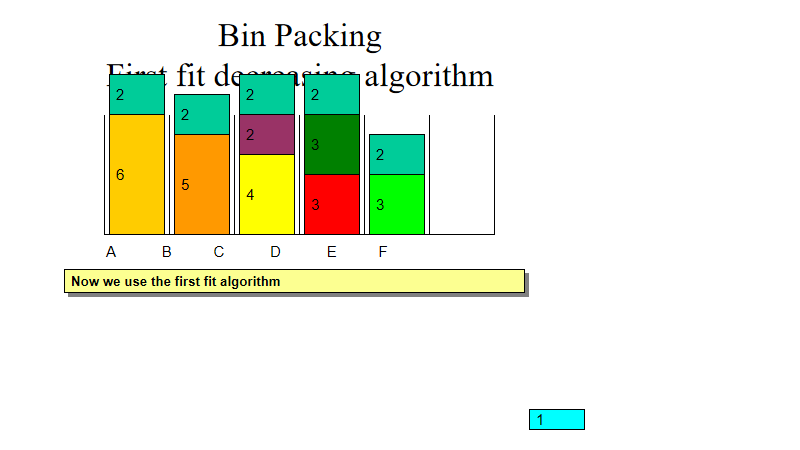 Bin Packing
First fit decreasing algorithm
2 2 2 2
2 3 2
6 5 4 3 3
A B C D E F
Now we use the first fit algorithm
1